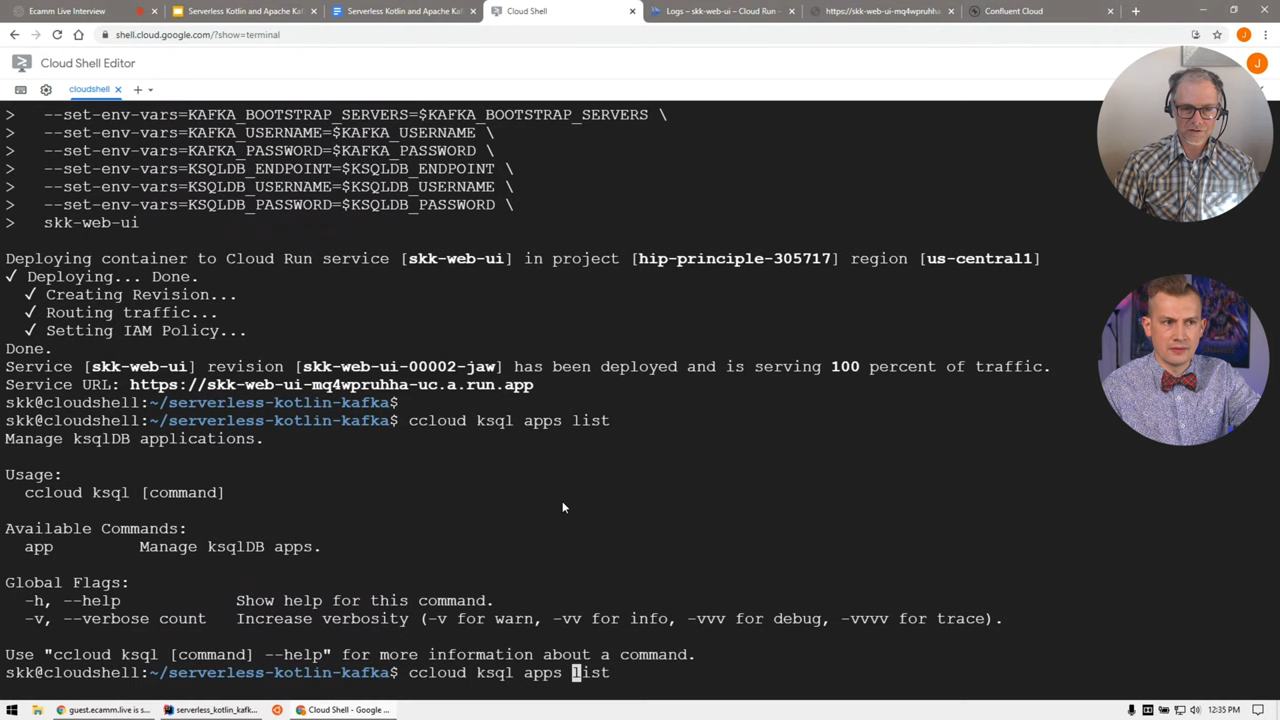 Ecamm Live Interview
Serverless Kotlin and Apache Kaf
Serverless Kotlin and Apache Kaf
Cloud Shell
Logs – skk-web-ui – Cloud Run -
https://skk-web-ui-mq4wpruhha
Confluent Cloud
shell.cloud.google.com/?show=terminal
J
Cloud Shell Editor
J
cloudshell
> --set-env-vars=KAFKA_BOOTSTRAP_SERVERS=$KAFKA_BOOTSTRAP_SERVERS \
> --set-env-vars=KAFKA_USERNAME=$KAFKA_USERNAME \
> --set-env-vars=KAFKA_PASSWORD=$KAFKA_PASSWORD \
> --set-env-vars=KSQLDB_ENDPOINT=$KSQLDB_ENDPOINT \
> --set-env-vars=KSQLDB_USERNAME=$KSQLDB_USERNAME \
> --set-env-vars=KSQLDB_PASSWORD=$KSQLDB_PASSWORD \
> skk-web-ui
Deploying container to Cloud Run service [skk-web-ui] in project [hip-principle-305717] region [us-central1]
✓ Deploying... Done.
✓ Creating Revision...
✓ Routing traffic...
✓ Setting IAM Policy...
Done.
Service [skk-web-ui] revision [skk-web-ui-00002-jaw] has been deployed and is serving 100 percent of traffic.
Service URL: https://skk-web-ui-mq4wpruhha-uc.a.run.app
skk@cloudshell:~/serverless-kotlin-kafka$
skk@cloudshell:~/serverless-kotlin-kafka$ ccloud ksql apps list
Manage ksqlDB applications.
Usage:
ccloud ksql [command]
Available Commands:
app Manage ksqlDB apps.
Global Flags:
-h, --help Show help for this command.
-v, --verbose count Increase verbosity (-v for warn, -vv for info, -vvv for debug, -vvvv for trace).
Use "ccloud ksql [command] --help" for more information about a command.
skk@cloudshell:~/serverless-kotlin-kafka$ ccloud ksql apps list
guest.ecamm.live is s...
serverless_kotlin_kafk...
Cloud Shell - Google ...
12:35 PM